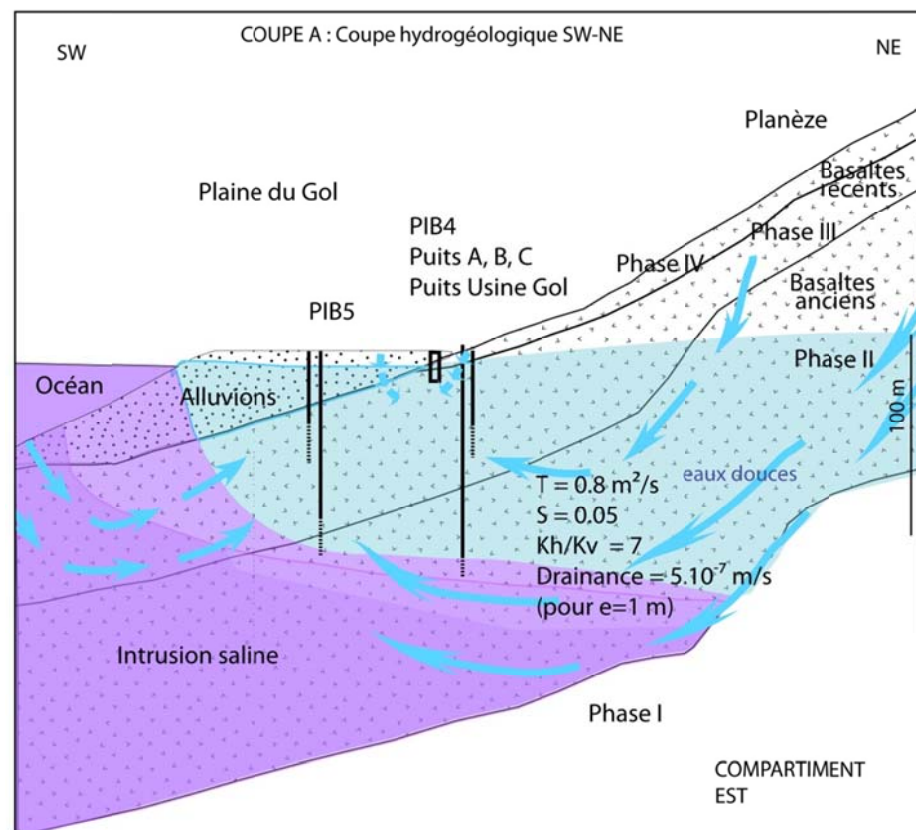 COUPE A : Coupe hydrogéologique SW-NE
SW
NE
Planèze
Plaine du Gol
Basaltes
récents
PIB4
Puits A, B, C
Puits Usine Gol
Phase III
Phase IV
Basaltes
anciens
PIB5
Phase II
Océan
Alluvions
100 m
eaux douces
T = 0.8 m²/s
S = 0.05
Kh/Kv = 7
Drainance = 5.10⁻⁷ m/s
(pour e=1 m)
Intrusion saline
Phase I
COMPARTIMENT
EST